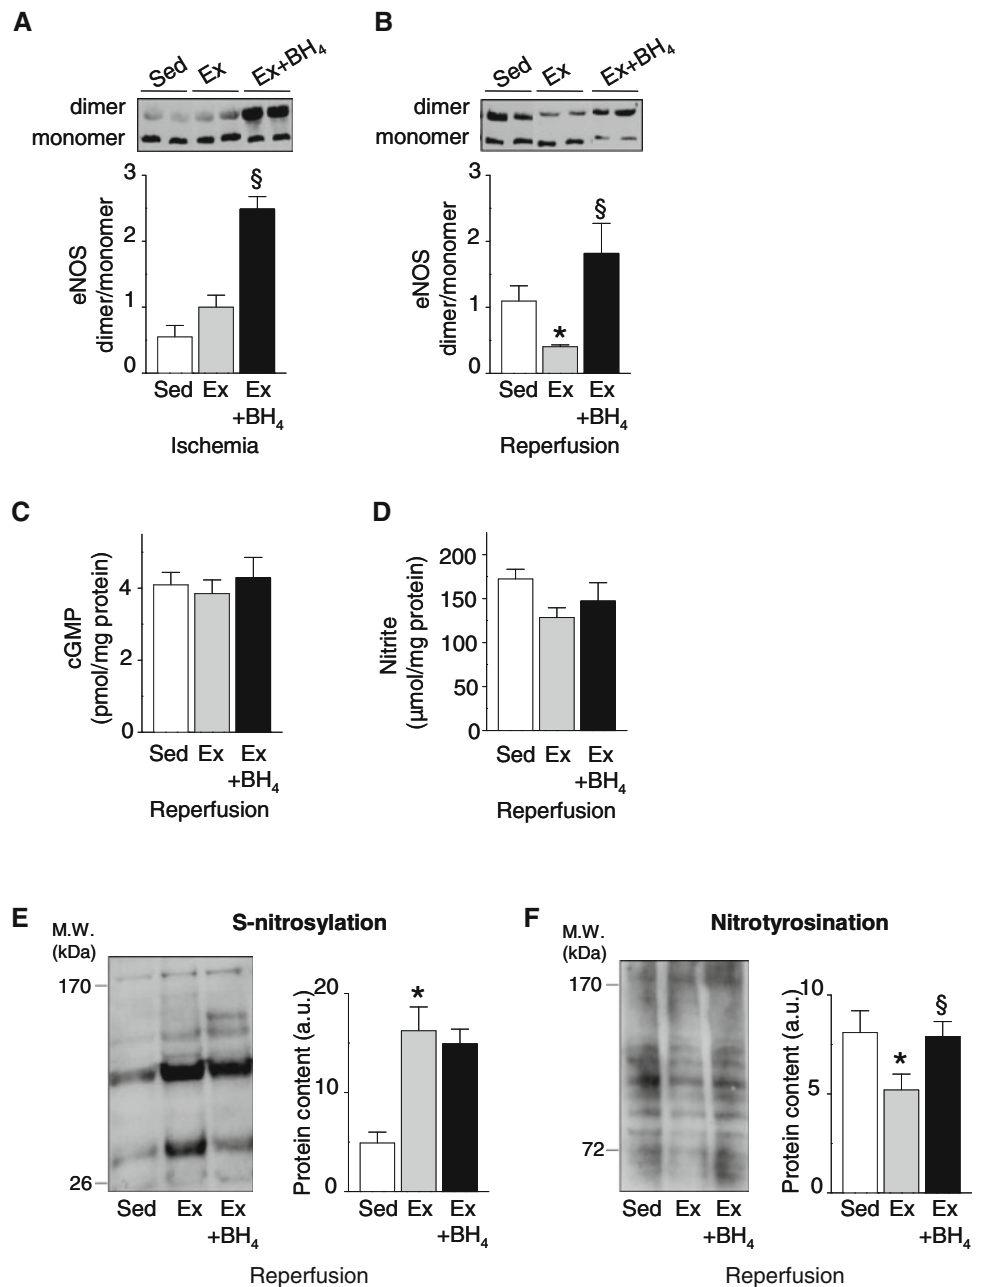 A
Sed Ex Ex+BH4
dimer
monomer
3
2
1
0
eNOS
dimer/monomer
§
Sed Ex Ex
+BH4
Ischemia
B
Sed Ex Ex+BH4
dimer
monomer
3
2
1
0
eNOS
dimer/monomer
*
§
Sed Ex Ex
+BH4
Reperfusion
C
4
2
0
cGMP
(pmol/mg protein)
Sed Ex Ex
+BH4
Reperfusion
D
200
150
100
50
0
Nitrite
(μmol/mg protein)
Sed Ex Ex
+BH4
Reperfusion
E
S-nitrosylation
M.W.
(kDa)
170
26
Sed Ex Ex
+BH4
20
10
0
Protein content (a.u.)
*
Sed Ex Ex
+BH4
Reperfusion
F
Nitrotyrosination
M.W.
(kDa)
170
72
Sed Ex Ex
+BH4
10
5
0
Protein content (a.u.)
*
§
Sed Ex Ex
+BH4
Reperfusion